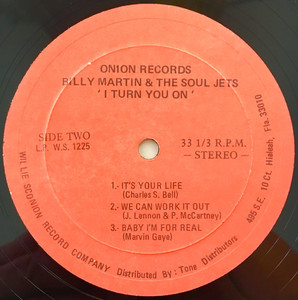 ONION RECORDS
BILLY MARTIN & THE SOUL JETS
' I TURN YOU ON '
SIDE TWO
L.P. W.S. 1225
33 1/3 R.P.M.
— STEREO —
1.- IT'S YOUR LIFE
(Charles S. Bell)
2.- WE CAN WORK IT OUT
(J. Lennon & P. McCartney)
3.- BABY I'M FOR REAL
(Marvin Gaye)
WILLIE SCONION RECORD COMPANY Distributed By: Tone Distributors 495 S.E. 10 Ct. Hialeah, Fla. 33010